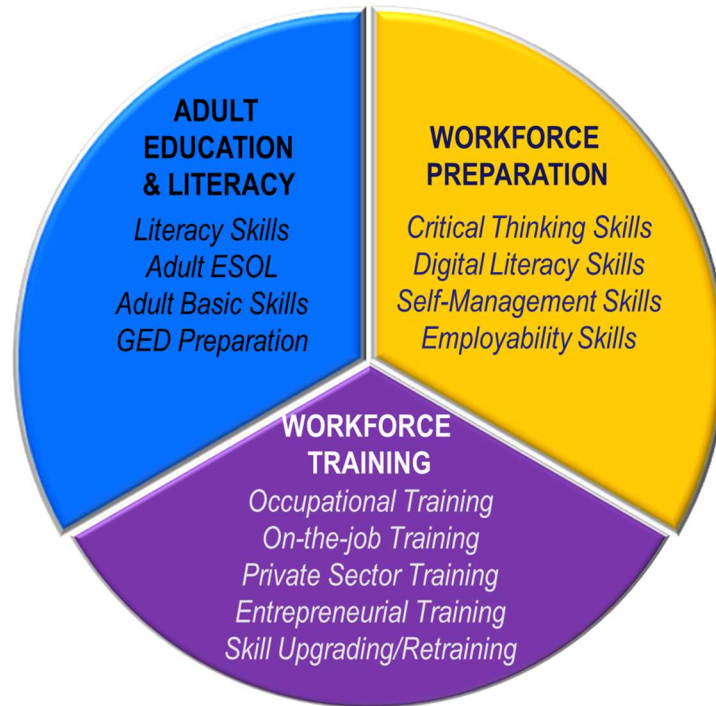 ADULT
EDUCATION
& LITERACY
Literacy Skills
Adult ESOL
Adult Basic Skills
GED Preparation
WORKFORCE
PREPARATION
Critical Thinking Skills
Digital Literacy Skills
Self-Management Skills
Employability Skills
WORKFORCE
TRAINING
Occupational Training
On-the-job Training
Private Sector Training
Entrepreneurial Training
Skill Upgrading/Retraining